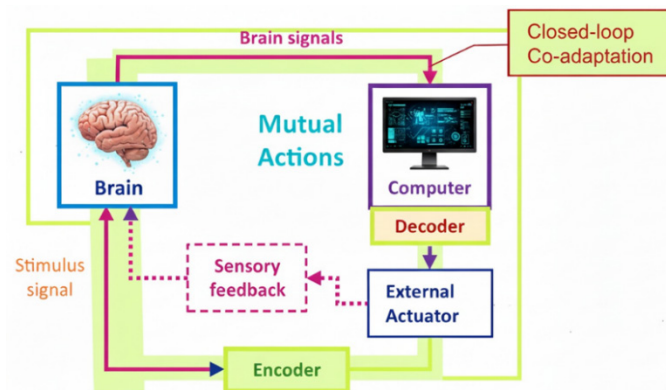 Brain signals
Closed-loop
Co-adaptation
Mutual
Actions
Brain
Computer
Decoder
Stimulus
signal
Sensory
feedback
External
Actuator
Encoder